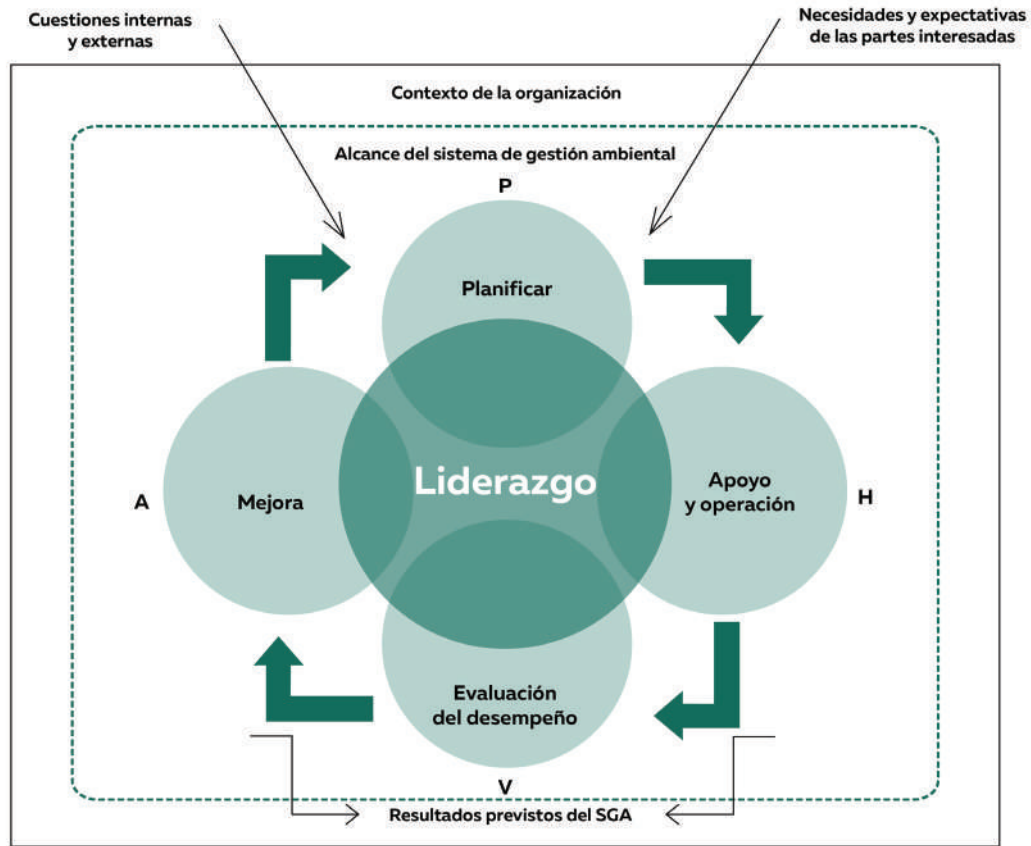 Cuestiones internas
y externas
Necesidades y expectativas
de las partes interesadas
Contexto de la organización
Alcance del sistema de gestión ambiental
P
Planificar
A
Mejora
Liderazgo
Apoyo
y operación
H
Evaluación
del desempeño
V
Resultados previstos del SGA